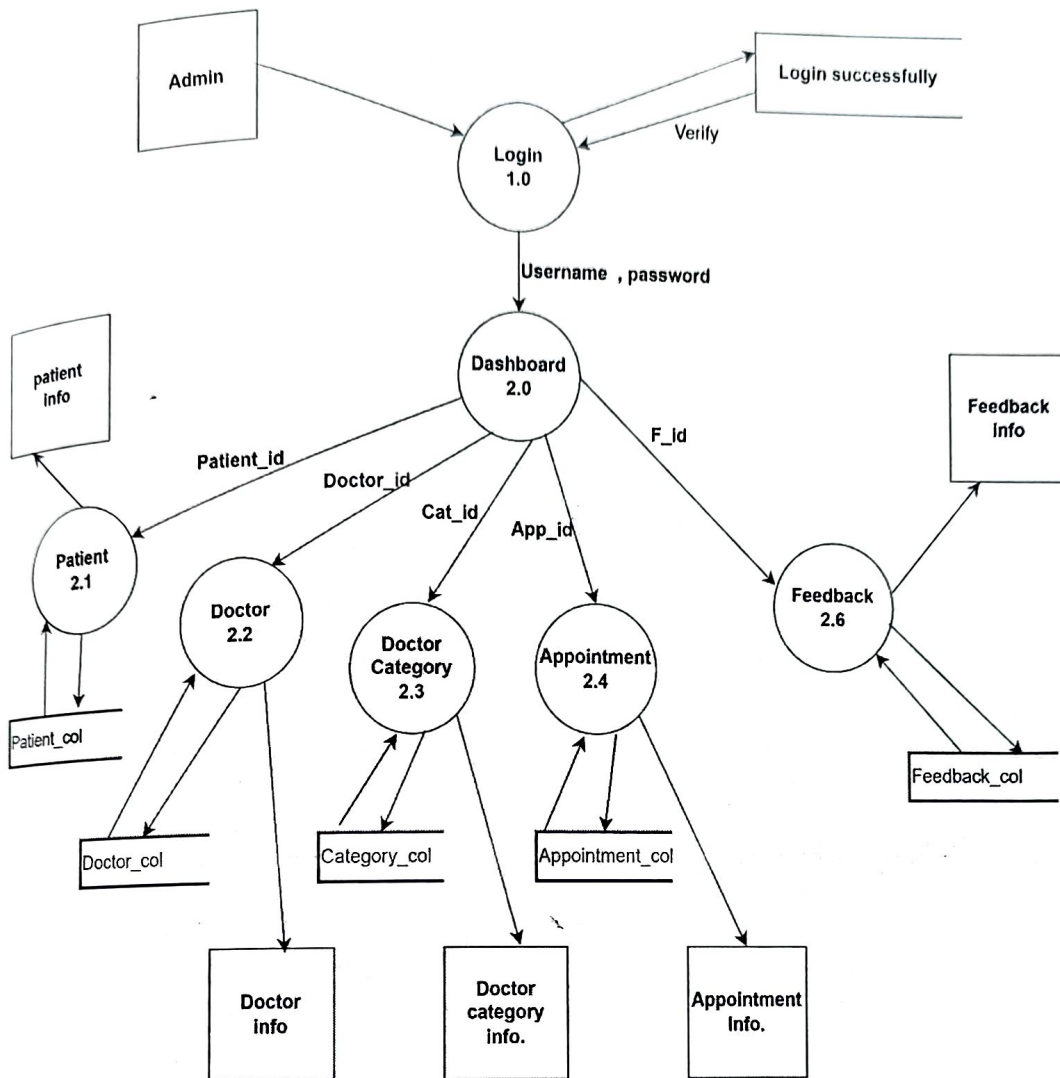 Admin
Login successfully
Verify
Login
1.0
Username , password
Dashboard
2.0
patient
info
Feedback
Info
F_id
Patient_id
Doctor_id
Cat_id
App_id
Patient
2.1
Doctor
2.2
Doctor
Category
2.3
Appointment
2.4
Feedback
2.6
Patient_col
Feedback_col
Doctor_col
Category_col
Appointment_col
Doctor
info
Doctor
category
info.
Appointment
Info.